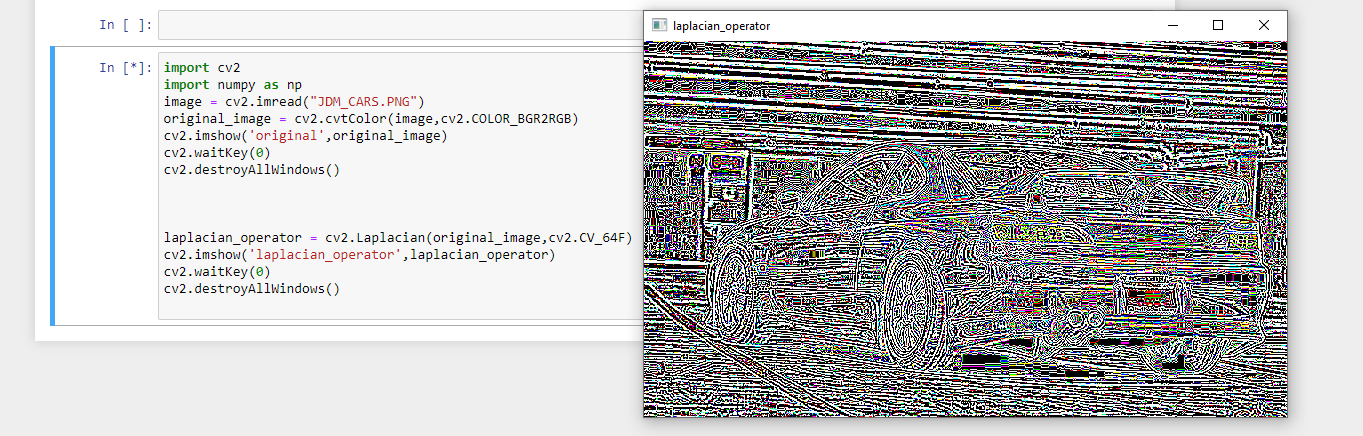 In [ ]:
In [*]:
import cv2
import numpy as np
image = cv2.imread("JDM_CARS.PNG")
original_image = cv2.cvtColor(image,cv2.COLOR_BGR2RGB)
cv2.imshow('original',original_image)
cv2.waitKey(0)
cv2.destroyAllWindows()
laplacian_operator = cv2.Laplacian(original_image,cv2.CV_64F)
cv2.imshow('laplacian_operator',laplacian_operator)
cv2.waitKey(0)
cv2.destroyAllWindows()
laplacian_operator